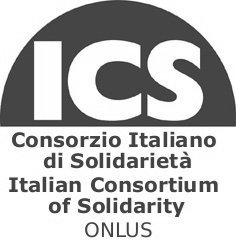 ICS
Consorzio Italiano
di Solidarietà
Italian Consortium
of Solidarity
ONLUS